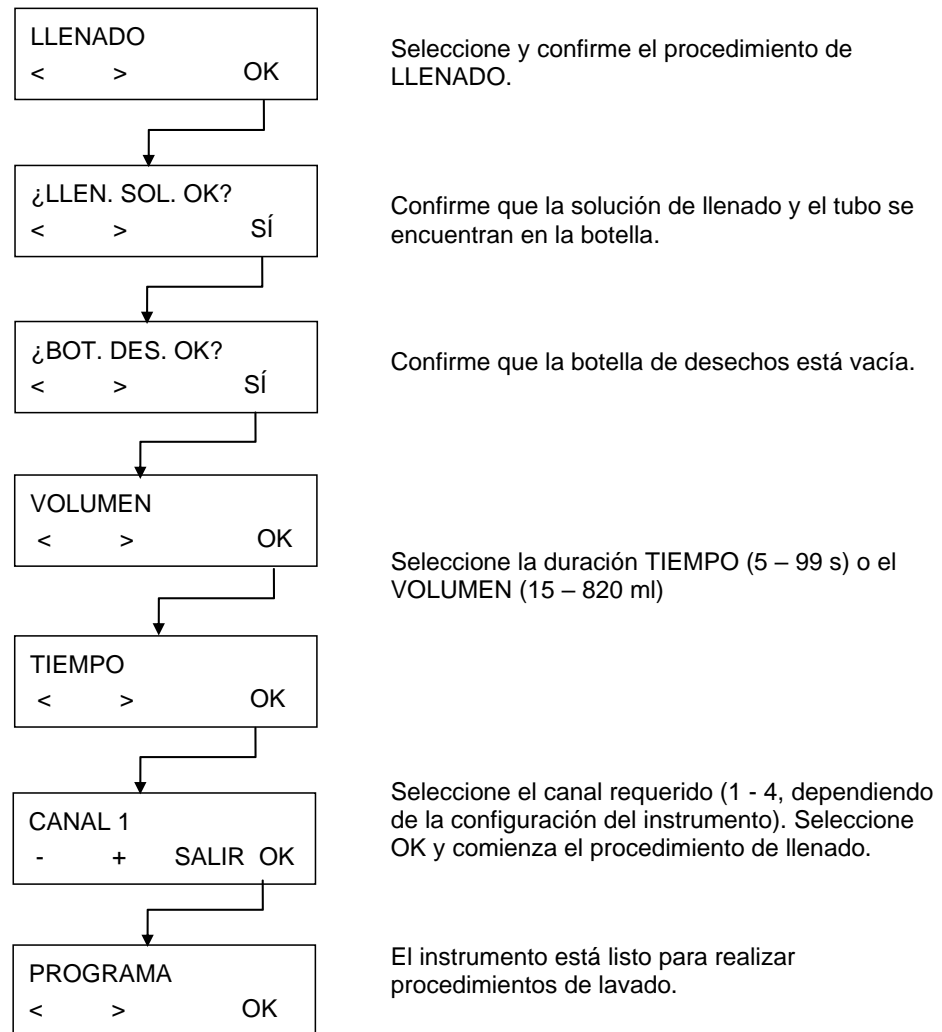 LLENADO
< > OK
Seleccione y confirme el procedimiento de
LLENADO.
¿LLEN. SOL. OK?
< > SÍ
Confirme que la solución de llenado y el tubo se
encuentran en la botella.
¿BOT. DES. OK?
< > SÍ
Confirme que la botella de desechos está vacía.
VOLUMEN
< > OK
Seleccione la duración TIEMPO (5 – 99 s) o el
VOLUMEN (15 – 820 ml)
TIEMPO
< > OK
CANAL 1
- + SALIR OK
Seleccione el canal requerido (1 - 4, dependiendo
de la configuración del instrumento). Seleccione
OK y comienza el procedimiento de llenado.
PROGRAMA
< > OK
El instrumento está listo para realizar
procedimientos de lavado.